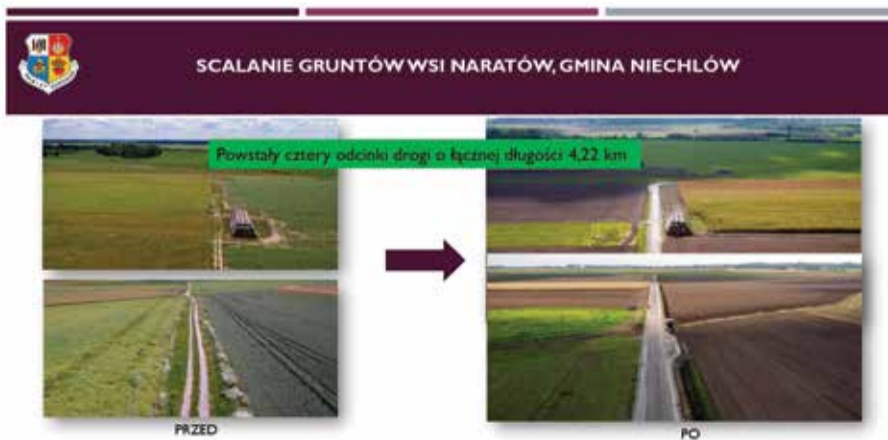 SCALANIE GRUNTÓW WSI NARATÓW, GMINA NIECHLÓW
Powstały cztery odcinki drogi o łącznej długości 4,22 km
PRZED
PO